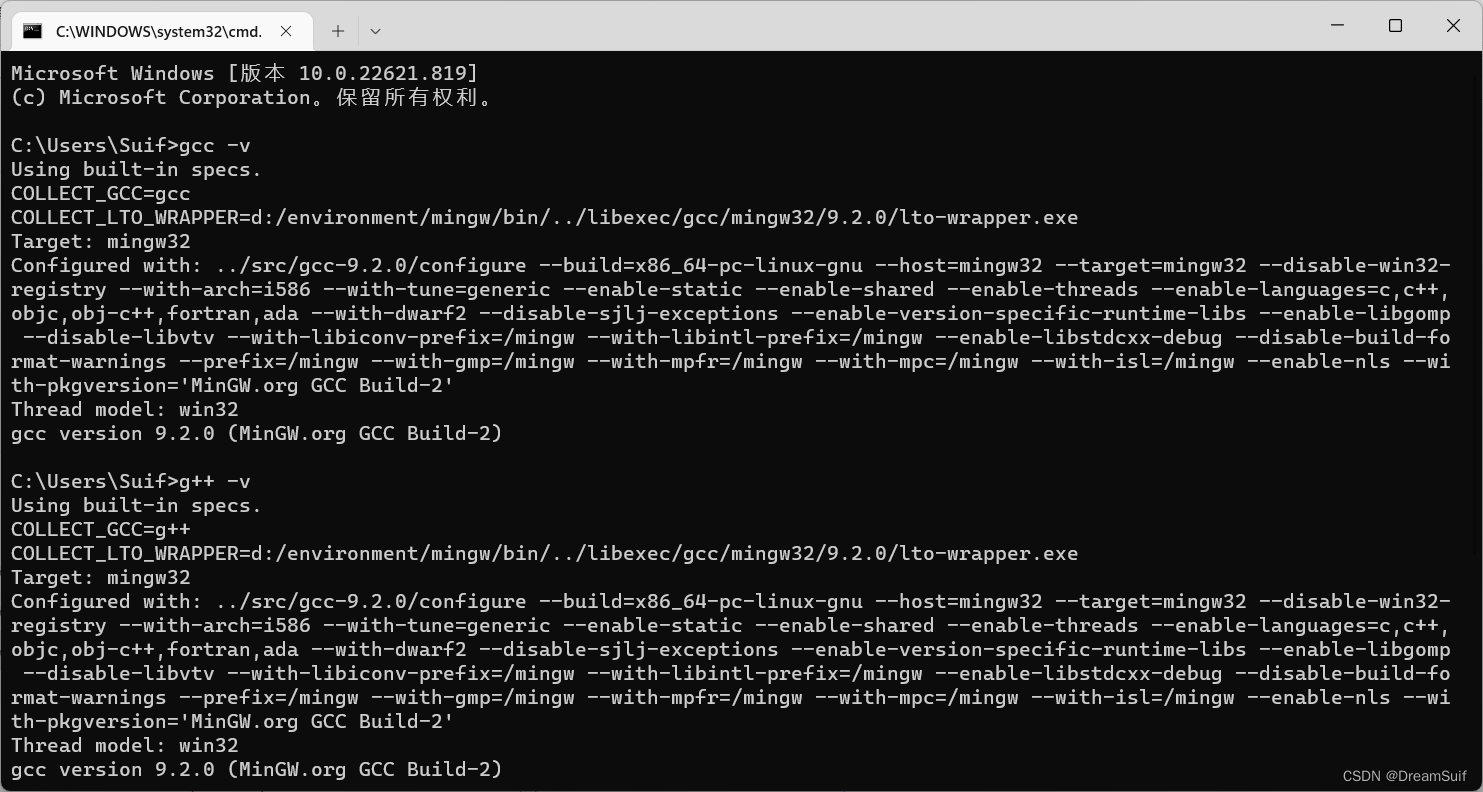 C:\WINDOWS\system32\cmd.
Microsoft Windows [版本 10.0.22621.819]
(c) Microsoft Corporation。保留所有权利。
C:\Users\Suif>gcc -v
Using built-in specs.
COLLECT_GCC=gcc
COLLECT_LTO_WRAPPER=d:/environment/mingw/bin/../libexec/gcc/mingw32/9.2.0/lto-wrapper.exe
Target: mingw32
Configured with: ../src/gcc-9.2.0/configure --build=x86_64-pc-linux-gnu --host=mingw32 --target=mingw32 --disable-win32-
registry --with-arch=i586 --with-tune=generic --enable-static --enable-shared --enable-threads --enable-languages=c,c++,
objc,obj-c++,fortran,ada --with-dwarf2 --disable-sjlj-exceptions --enable-version-specific-runtime-libs --enable-libgomp
 --disable-libvtv --with-libiconv-prefix=/mingw --with-libintl-prefix=/mingw --enable-libstdcxx-debug --disable-build-fo
rmat-warnings --prefix=/mingw --with-gmp=/mingw --with-mpfr=/mingw --with-mpc=/mingw --with-isl=/mingw --enable-nls --wi
th-pkgversion='MinGW.org GCC Build-2'
Thread model: win32
gcc version 9.2.0 (MinGW.org GCC Build-2)
C:\Users\Suif>g++ -v
Using built-in specs.
COLLECT_GCC=g++
COLLECT_LTO_WRAPPER=d:/environment/mingw/bin/../libexec/gcc/mingw32/9.2.0/lto-wrapper.exe
Target: mingw32
Configured with: ../src/gcc-9.2.0/configure --build=x86_64-pc-linux-gnu --host=mingw32 --target=mingw32 --disable-win32-
registry --with-arch=i586 --with-tune=generic --enable-static --enable-shared --enable-threads --enable-languages=c,c++,
objc,obj-c++,fortran,ada --with-dwarf2 --disable-sjlj-exceptions --enable-version-specific-runtime-libs --enable-libgomp
 --disable-libvtv --with-libiconv-prefix=/mingw --with-libintl-prefix=/mingw --enable-libstdcxx-debug --disable-build-fo
rmat-warnings --prefix=/mingw --with-gmp=/mingw --with-mpfr=/mingw --with-mpc=/mingw --with-isl=/mingw --enable-nls --wi
th-pkgversion='MinGW.org GCC Build-2'
Thread model: win32
gcc version 9.2.0 (MinGW.org GCC Build-2)
CSDN @DreamSuif